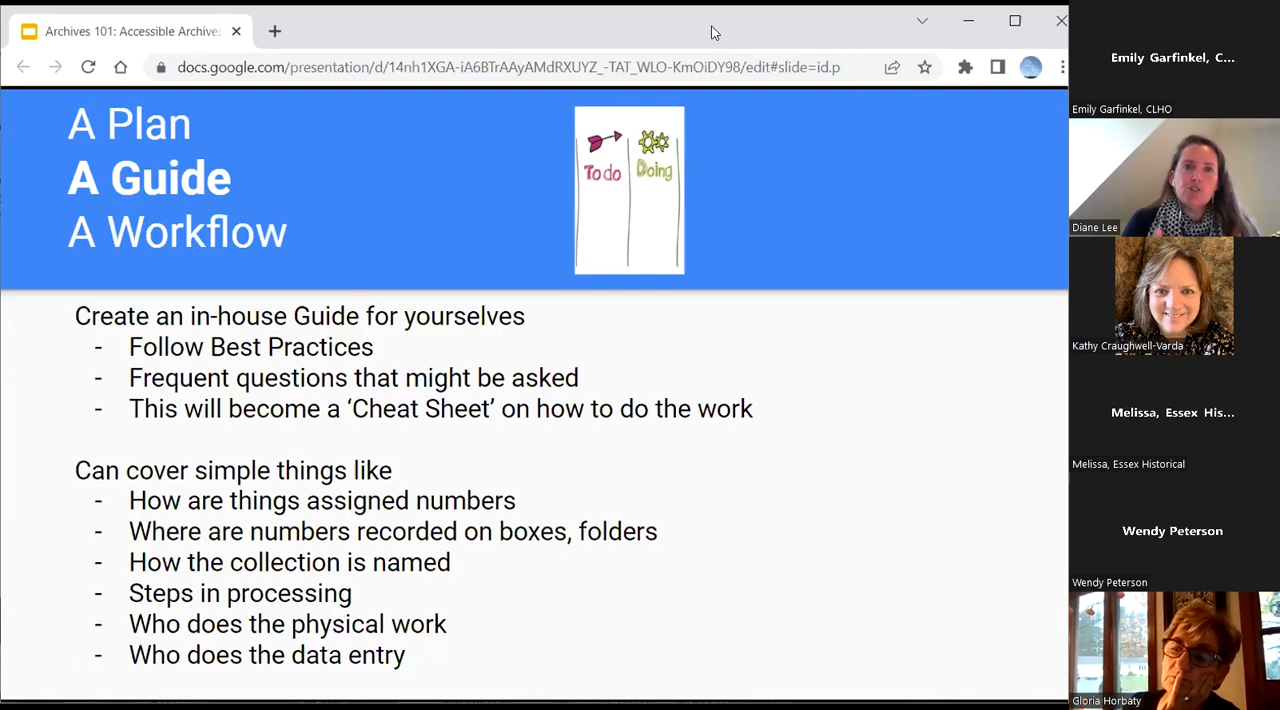 Archives 101: Accessible Archive
docs.google.com/presentation/d/14nh1XGA-iA6BTrAAyAMdRXUYZ_-TAT_WLO-KmOiDY98/edit#slide=id.p
A Plan
A Guide
A Workflow
To do
Doing
Create an in-house Guide for yourselves
- Follow Best Practices
- Frequent questions that might be asked
- This will become a ‘Cheat Sheet’ on how to do the work
Can cover simple things like
- How are things assigned numbers
- Where are numbers recorded on boxes, folders
- How the collection is named
- Steps in processing
- Who does the physical work
- Who does the data entry
Emily Garfinkel, C...
Emily Garfinkel, CLHO
Diane Lee
Kathy Craughwell-Varda
Melissa, Essex His...
Melissa, Essex Historical
Wendy Peterson
Wendy Peterson
Gloria Horbaty